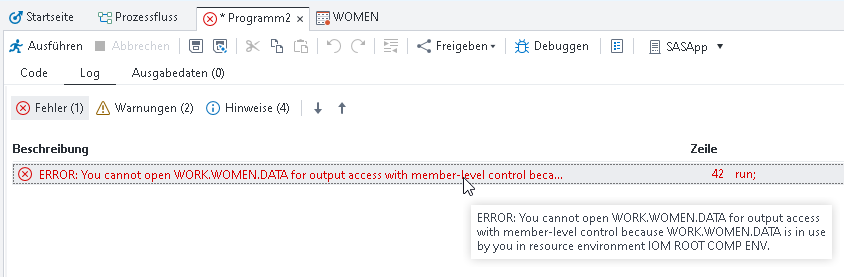 Startseite Prozessfluss * Programm2 × WOMEN
Ausführen Abbrechen Freigeben Debuggen SASApp
Code Log Ausgabedaten (0)
Fehler (1) Warnungen (2) Hinweise (4)
Beschreibung Zeile
ERROR: You cannot open WORK.WOMEN.DATA for output access with member-level control beca... 42 run;
ERROR: You cannot open WORK.WOMEN.DATA for output access
with member-level control because WORK.WOMEN.DATA is in use
by you in resource environment IOM ROOT COMP ENV.